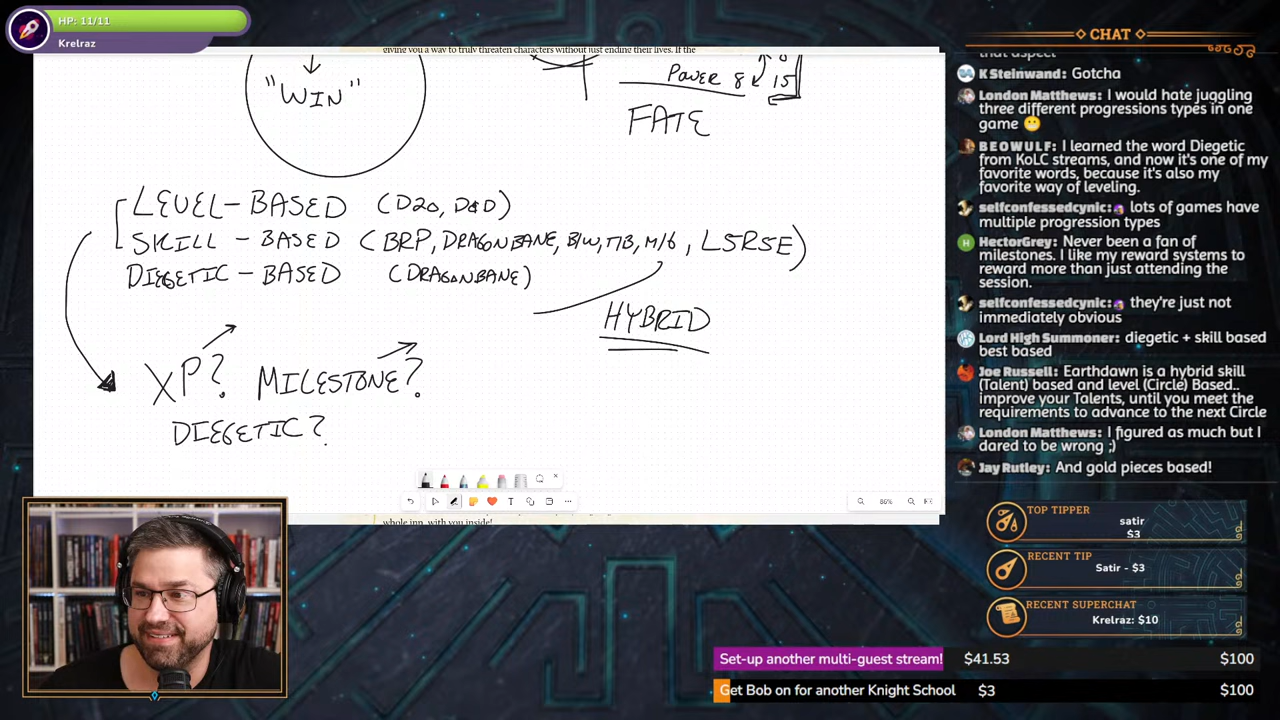 HP: 11/11
Krelraz
giving you a way to truly threaten characters without just ending their lives. If the
"WIN"
POWER 8
15
FATE
LEVEL-BASED (D20, D&D)
SKILL-BASED (BRP, DRAGONBANE, B/W, T/B, M/G, LSRSE)
DIEGETIC-BASED (DRAGONBANE)
HYBRID
XP? MILESTONE?
DIEGETIC?
86%
whole inn, with you inside!
CHAT
that aspect
K Steinwand: Gotcha
London Matthews: I would hate juggling
three different progressions types in one
game 😬
BEOWULF: I learned the word Diegetic
from KoLC streams, and now it's one of my
favorite words, because it's also my
favorite way of leveling.
selfconfessedcynic: lots of games have
multiple progression types
HectorGrey: Never been a fan of
milestones. I like my reward systems to
reward more than just attending the
session.
selfconfessedcynic: they're just not
immediately obvious
Lord High Summoner: diegetic + skill based
best based
Joe Russell: Earthdawn is a hybrid skill
(Talent) based and level (Circle) Based..
improve your Talents, until you meet the
requirements to advance to the next Circle
London Matthews: I figured as much but I
dared to be wrong ;)
Jay Rutley: And gold pieces based!
TOP TIPPER
satir
$3
RECENT TIP
Satir - $3
RECENT SUPERCHAT
Krelraz: $10
Set-up another multi-guest stream! $41.53 $100
Get Bob on for another Knight School $3 $100